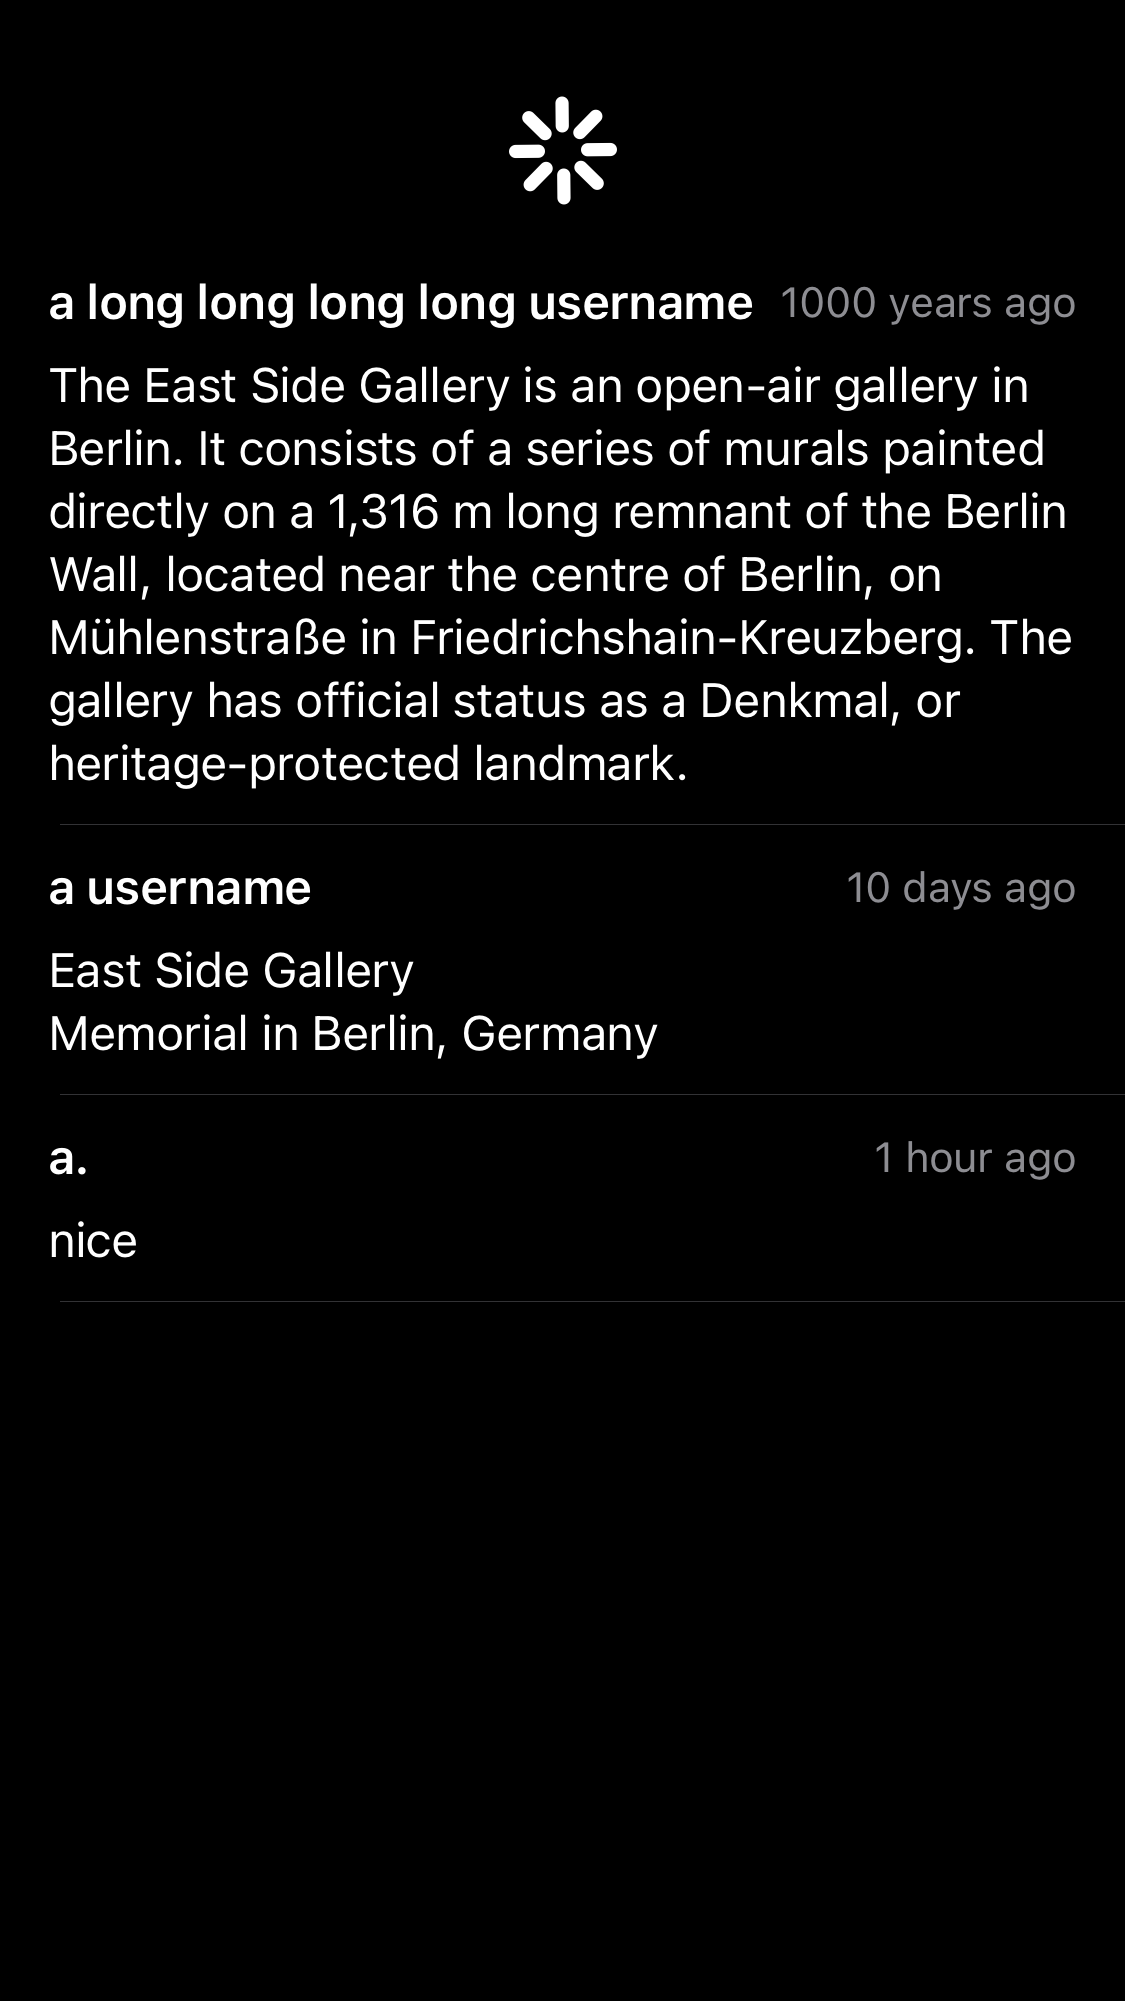 a long long long long username 1000 years ago
The East Side Gallery is an open-air gallery in
Berlin. It consists of a series of murals painted
directly on a 1,316 m long remnant of the Berlin
Wall, located near the centre of Berlin, on
Mühlenstraße in Friedrichshain-Kreuzberg. The
gallery has official status as a Denkmal, or
heritage-protected landmark.
a username 10 days ago
East Side Gallery
Memorial in Berlin, Germany
a. 1 hour ago
nice